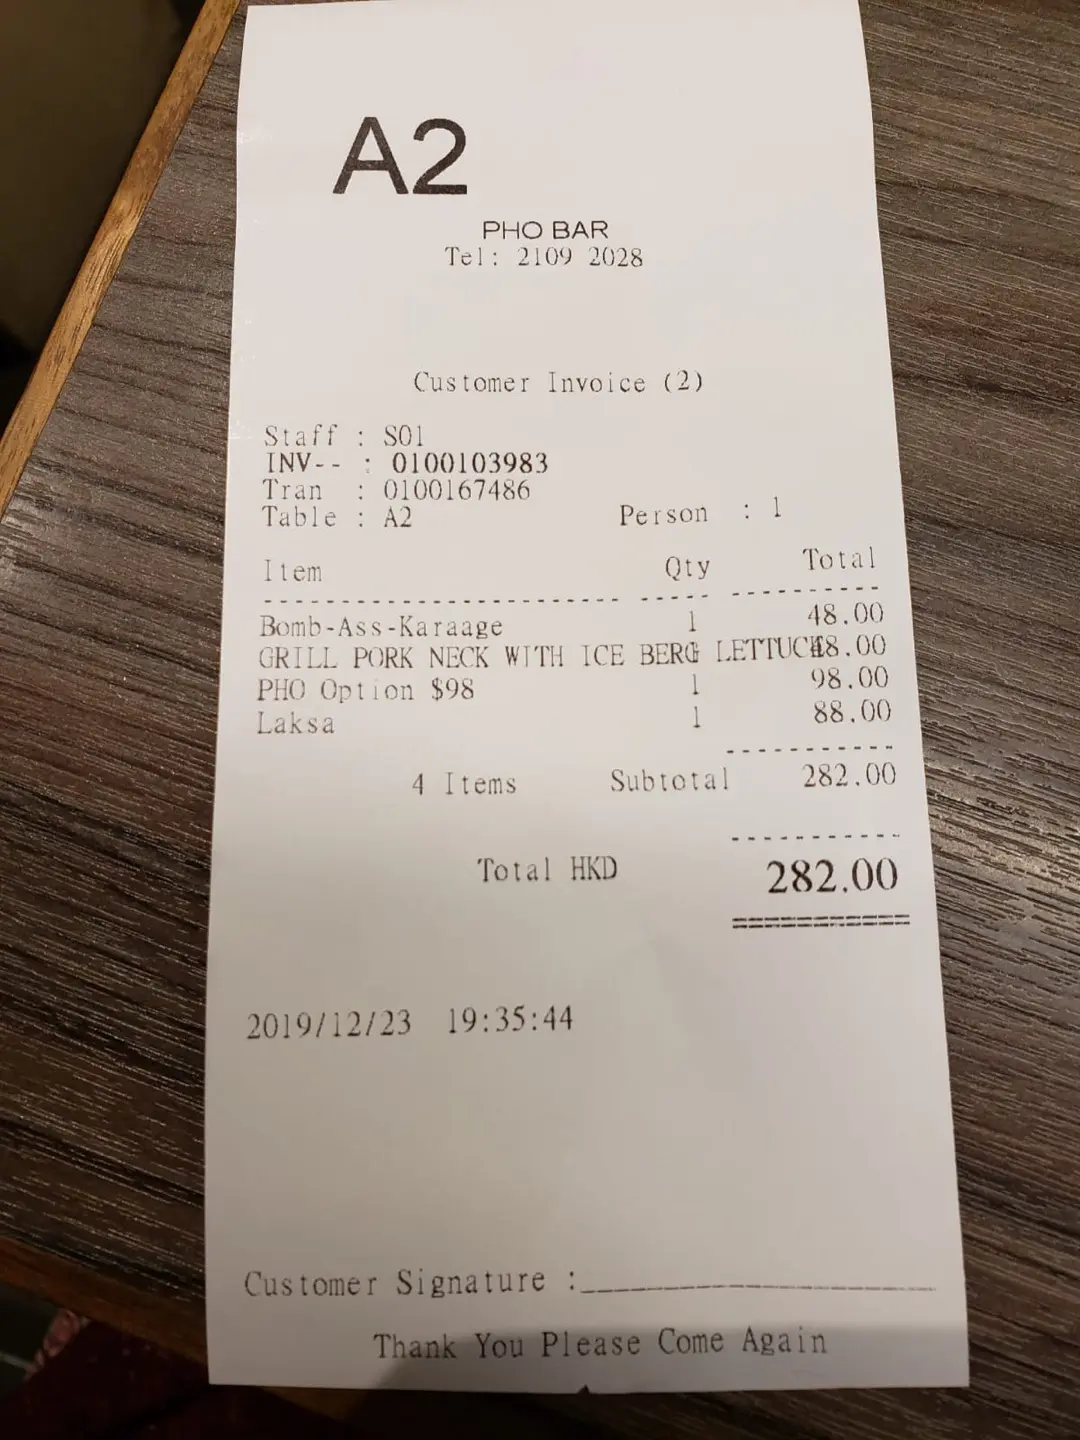 A2
PHO BAR
Tel: 2109 2028
Customer Invoice (2)
Staff : S01
INV-- : 0100103983
Tran : 0100167486
Table : A2 Person : 1
Item Qty Total
Bomb-Ass-Karaage 1 48.00
GRILL PORK NECK WITH ICE BERG LETTUC 48.00
PHO Option $98 1 98.00
Laksa 1 88.00
4 Items Subtotal 282.00
Total HKD 282.00
2019/12/23 19:35:44
Customer Signature :
Thank You Please Come Again